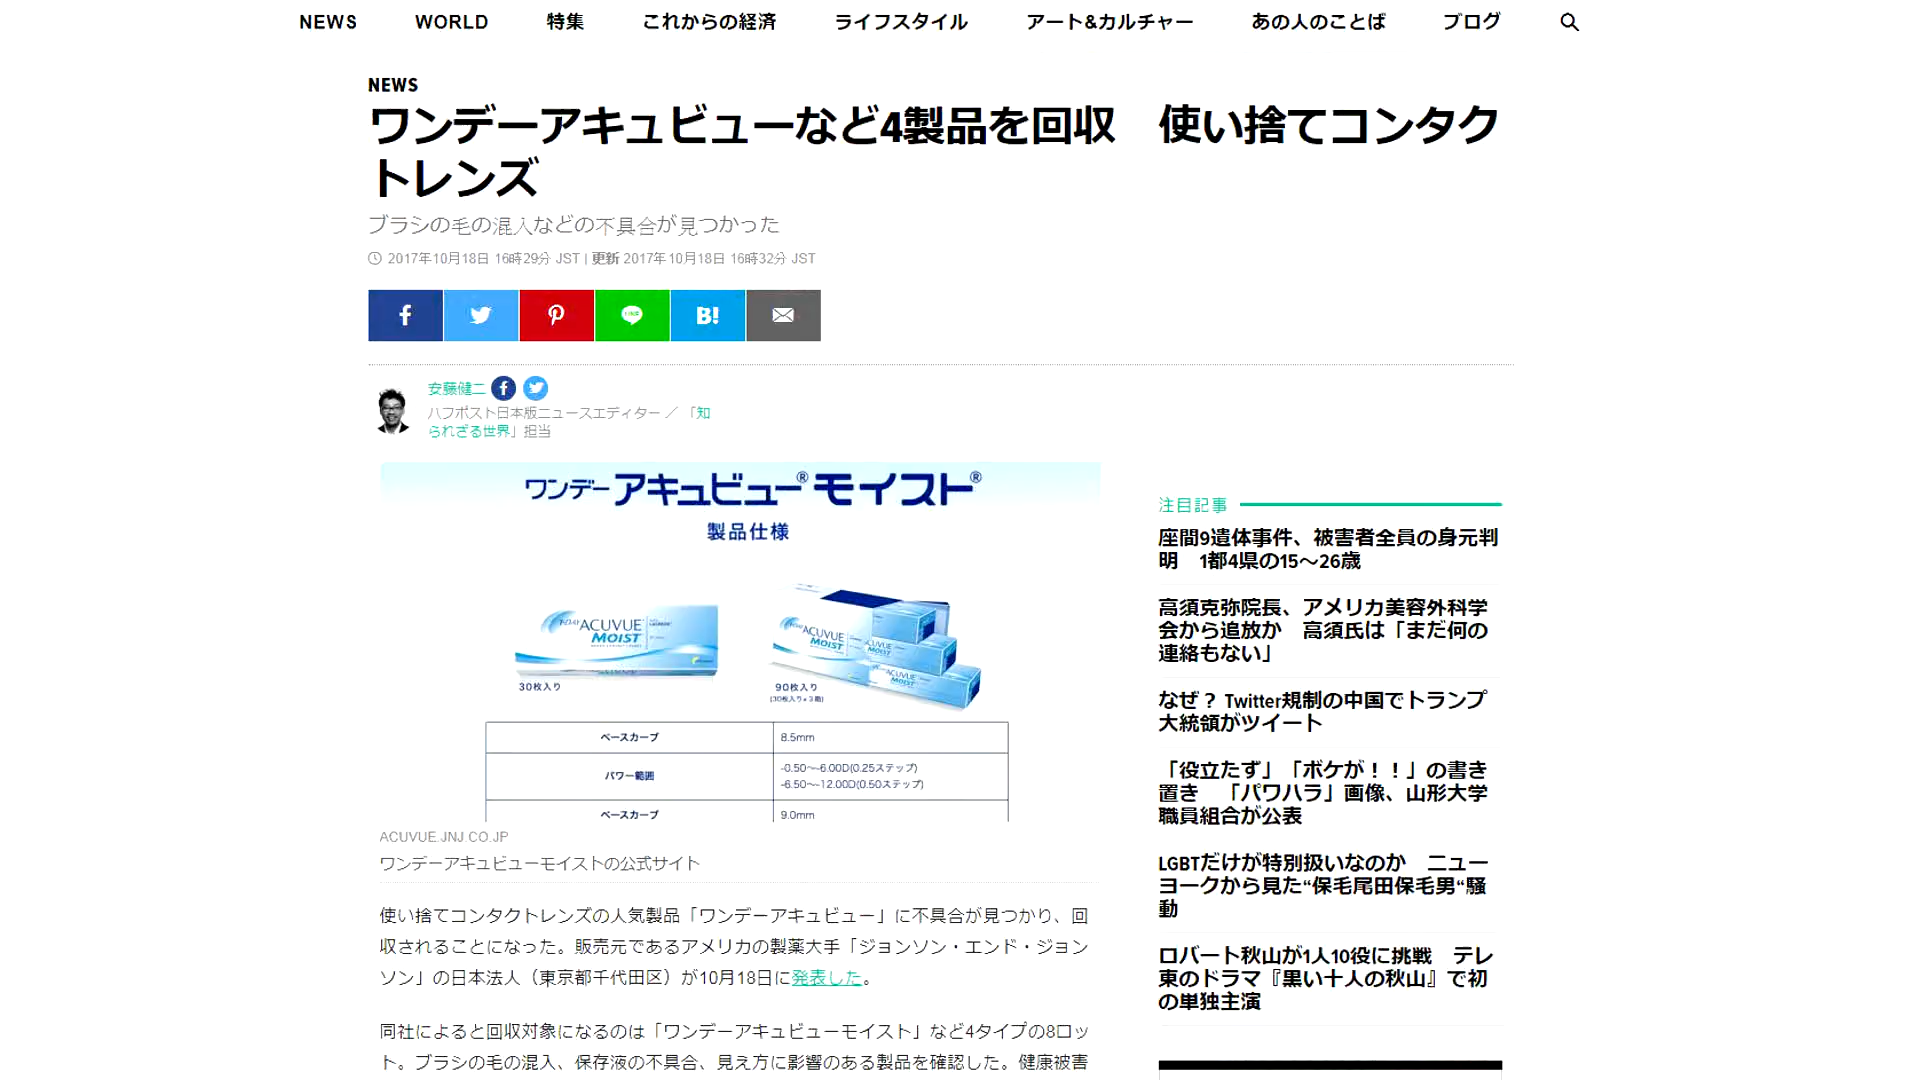 NEWS WORLD 特集 これからの経済 ライフスタイル アート&カルチャー あの人のことば ブログ
NEWS
ワンデーアキュビューなど4製品を回収　使い捨てコンタク
トレンズ
ブラシの毛の混入などの不具合が見つかった
2017年10月18日 16時29分 JST | 更新 2017年10月18日 16時32分 JST
LINE B!
安藤健二
ハフポスト日本版ニュースエディター ／ 「知
られざる世界」担当
ワンデーアキュビュー® モイスト®
製品仕様
1-DAY ACUVUE MOIST
30枚入り
ACUVUE MOIST
ACUVUE MOIST
ACUVUE MOIST
90枚入り
(30枚入り×3箱)
ベースカーブ 8.5mm
パワー範囲 -0.50～-6.00D(0.25ステップ)
-6.50～-12.00D(0.50ステップ)
ベースカーブ 9.0mm
ACUVUE.JNJ.CO.JP
ワンデーアキュビューモイストの公式サイト
使い捨てコンタクトレンズの人気製品「ワンデーアキュビュー」に不具合が見つかり、回
収されることになった。販売元であるアメリカの製薬大手「ジョンソン・エンド・ジョン
ソン」の日本法人（東京都千代田区）が10月18日に発表した。
同社によると回収対象になるのは「ワンデーアキュビューモイスト」など4タイプの8ロッ
ト。ブラシの毛の混入、保存液の不具合、見え方に影響のある製品を確認した。健康被害
注目記事
座間9遺体事件、被害者全員の身元判
明　1都4県の15〜26歳
高須克弥院長、アメリカ美容外科学
会から追放か　高須氏は「まだ何の
連絡もない」
なぜ？ Twitter規制の中国でトランプ
大統領がツイート
「役立たず」「ボケが！！」の書き
置き　「パワハラ」画像、山形大学
職員組合が公表
LGBTだけが特別扱いなのか　ニュー
ヨークから見た“保毛尾田保毛男“騒
動
ロバート秋山が1人10役に挑戦　テレ
東のドラマ『黒い十人の秋山』で初
の単独主演